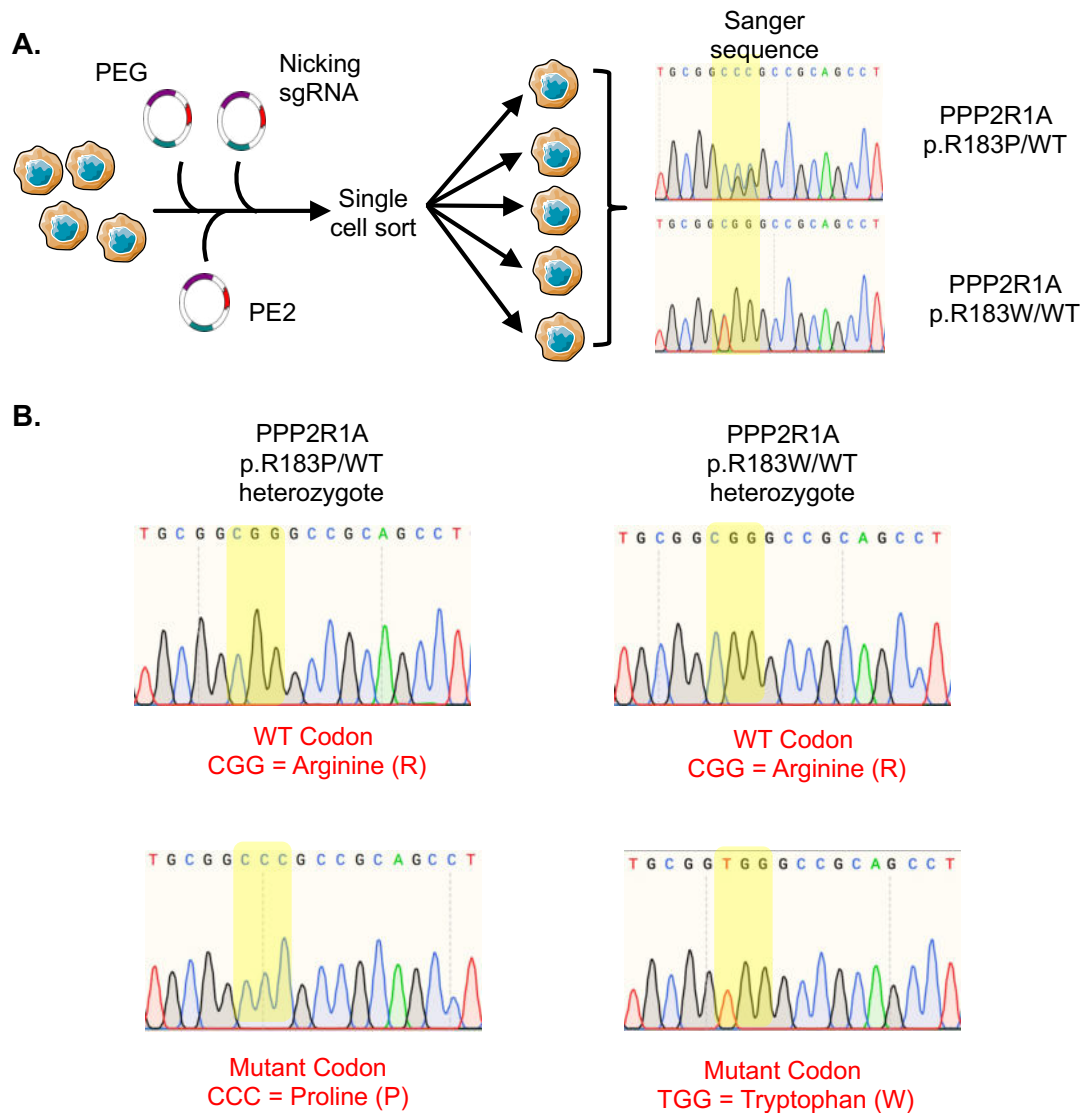 A.
PEG
Nicking
sgRNA
PE2
Single
cell sort
Sanger
sequence
T G C G G C C C G C C G C A G C C T
PPP2R1A
p.R183P/WT
T G C G G C G G G C C G C A G C C T
PPP2R1A
p.R183W/WT
B.
PPP2R1A
p.R183P/WT
heterozygote
PPP2R1A
p.R183W/WT
heterozygote
T G C G G C G G G C C G C A G C C T
T G C G G C G G G C C G C A G C C T
WT Codon
CGG = Arginine (R)
WT Codon
CGG = Arginine (R)
T G C G G C C C G C C G C A G C C T
T G C G G T G G G C C G C A G C C T
Mutant Codon
CCC = Proline (P)
Mutant Codon
TGG = Tryptophan (W)